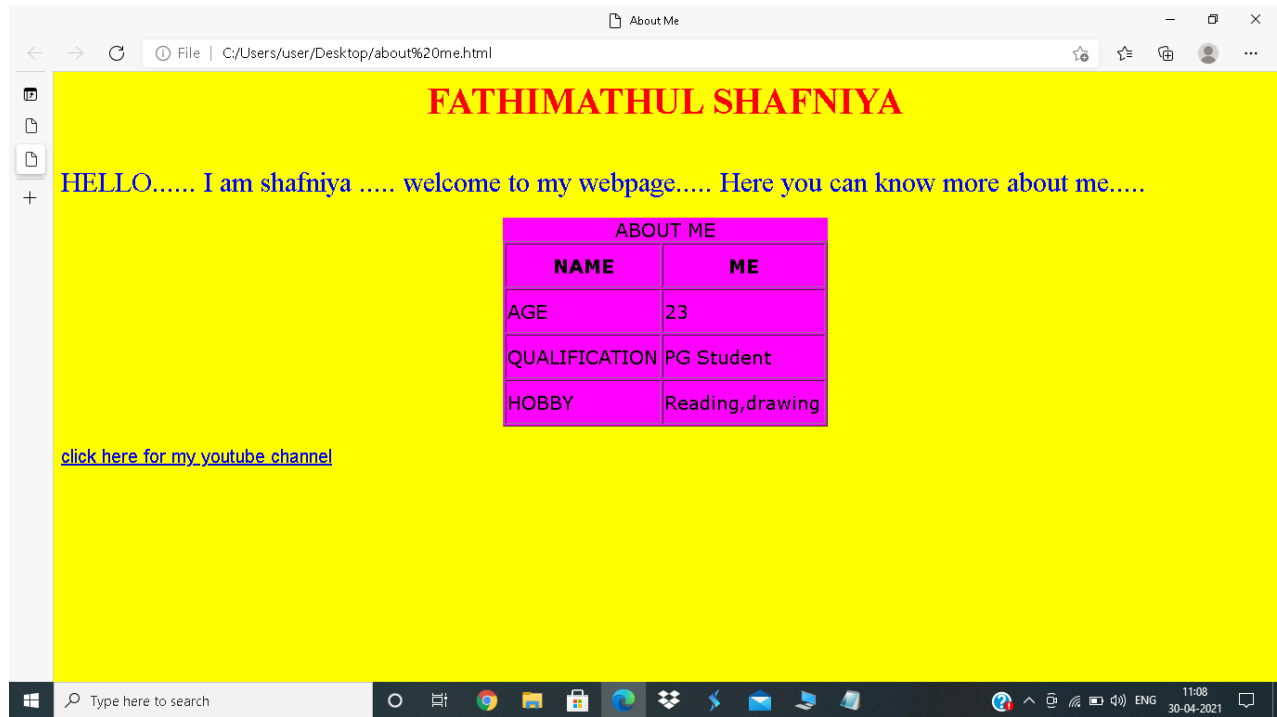 About Me
File | C:/Users/user/Desktop/about%20me.html
FATHIMATHUL SHAFNIYA
HELLO...... I am shafniya ..... welcome to my webpage..... Here you can know more about me.....
ABOUT ME
NAME ME
AGE 23
QUALIFICATION PG Student
HOBBY Reading,drawing
click here for my youtube channel
Type here to search
ENG
11:08
30-04-2021